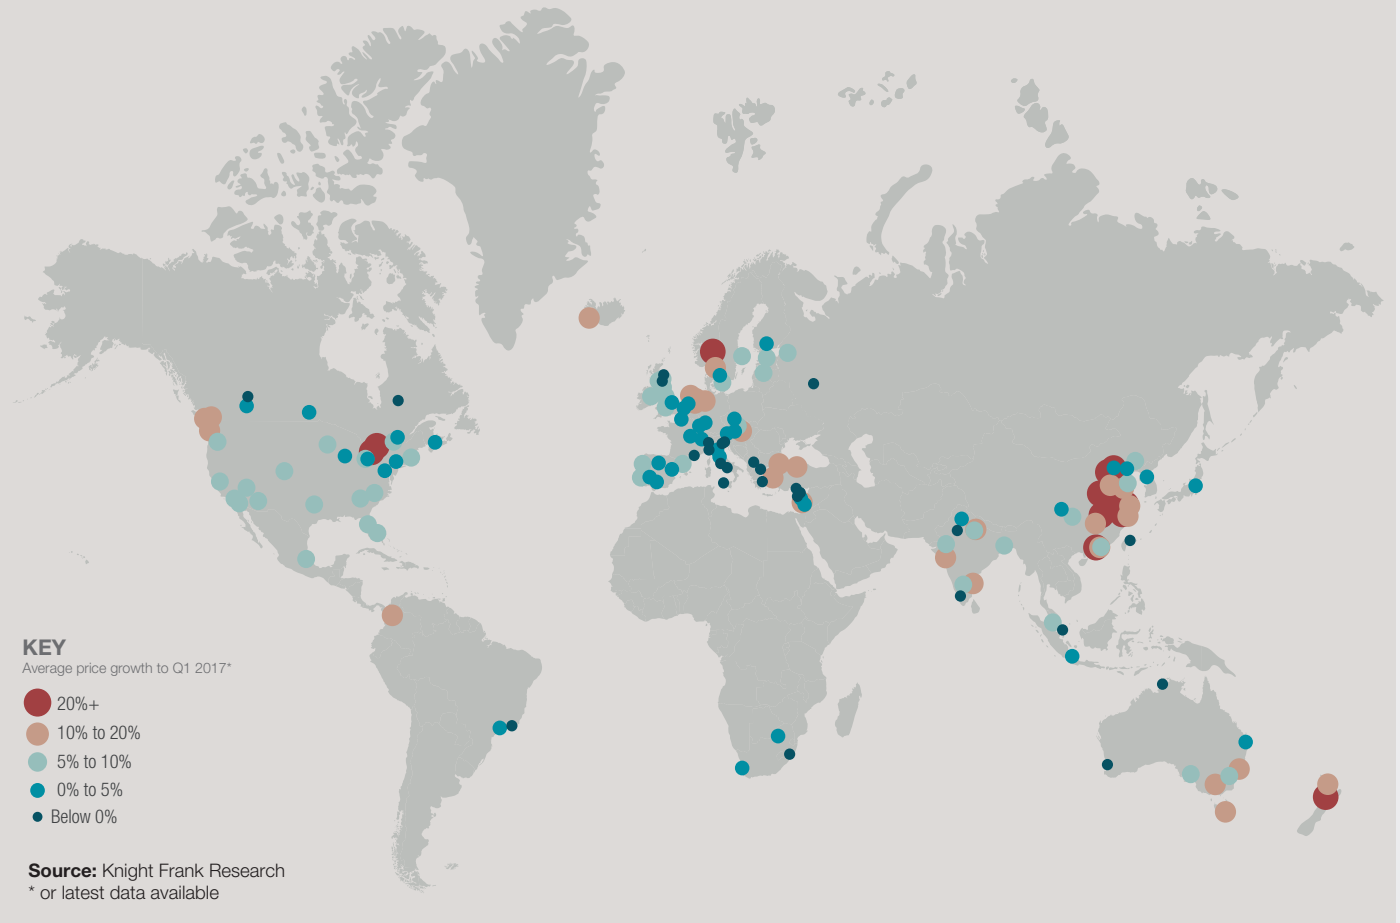 KEY
Average price growth to Q1 2017*
20%+
10% to 20%
5% to 10%
0% to 5%
Below 0%
Source: Knight Frank Research
* or latest data available